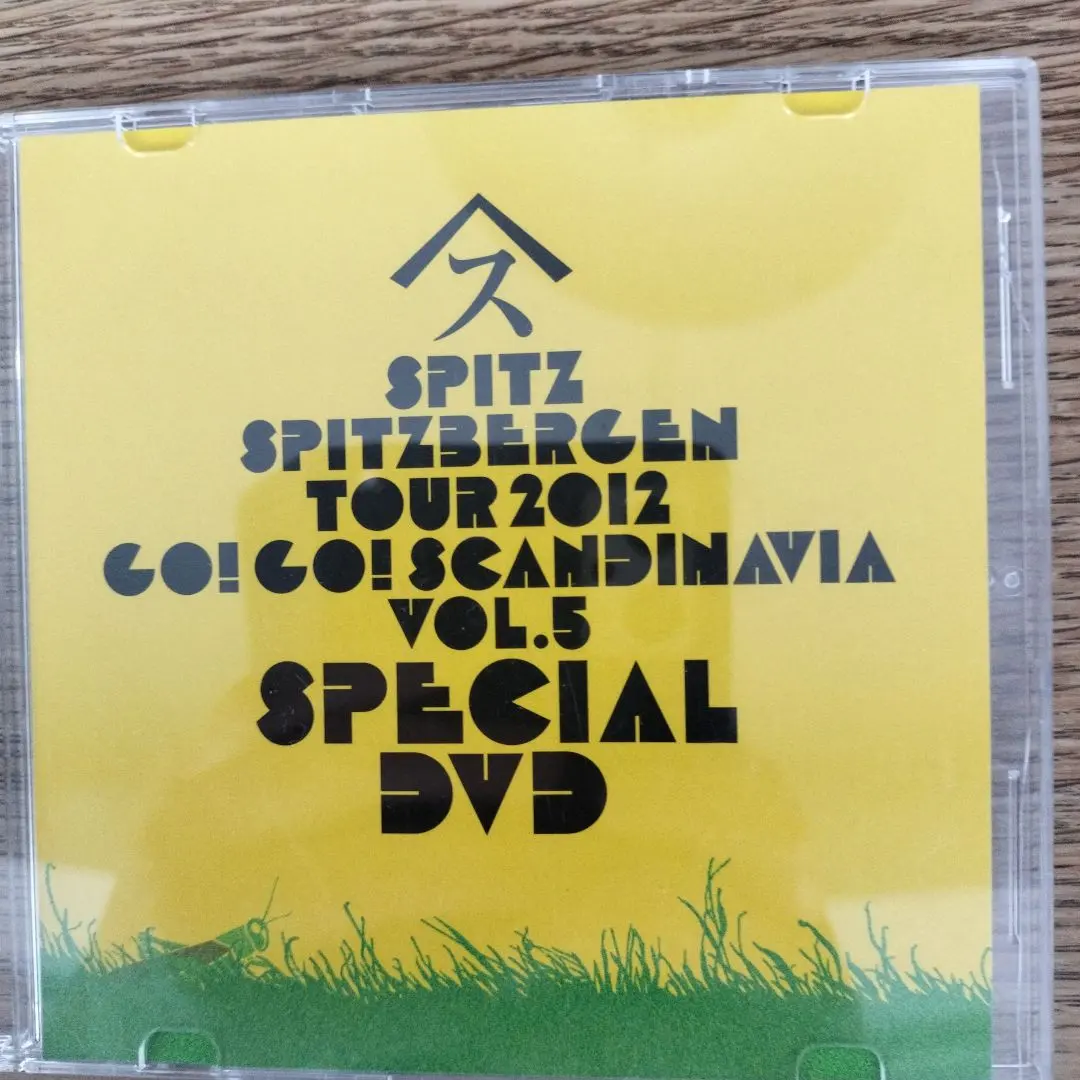 ス
SPITZ
SPITZBERGEN
TOUR 2012
GO! GO! SCANDINAVIA
VOL.5
SPECIAL
DVD